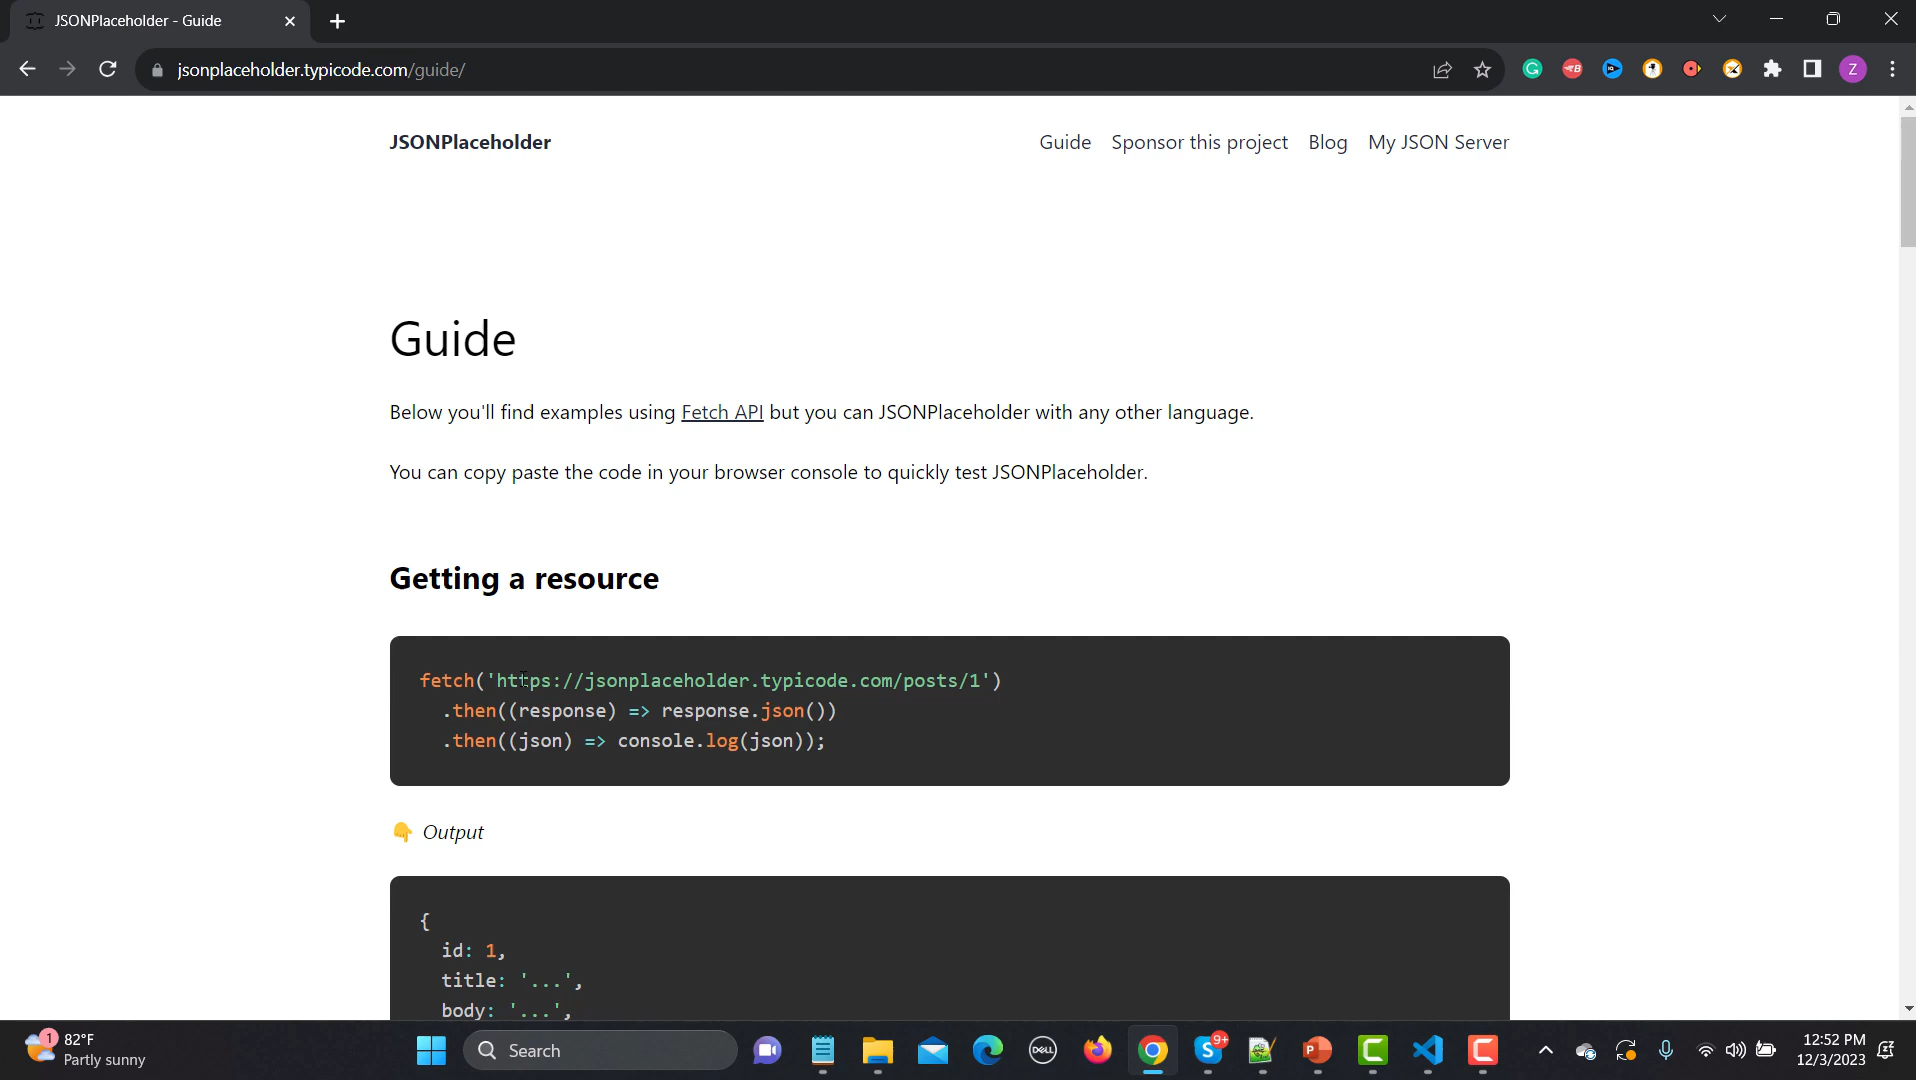 JSONPlaceholder - Guide
jsonplaceholder.typicode.com/guide/
Z
JSONPlaceholder
Guide Sponsor this project Blog My JSON Server
Guide
Below you'll find examples using Fetch API but you can JSONPlaceholder with any other language.
You can copy paste the code in your browser console to quickly test JSONPlaceholder.
Getting a resource
fetch('https://jsonplaceholder.typicode.com/posts/1')
.then((response) => response.json())
.then((json) => console.log(json));
👇 Output
{
id: 1,
title: '...',
body: '...',
1
82°F
Partly sunny
Search
DELL
9+
12:52 PM
12/3/2023